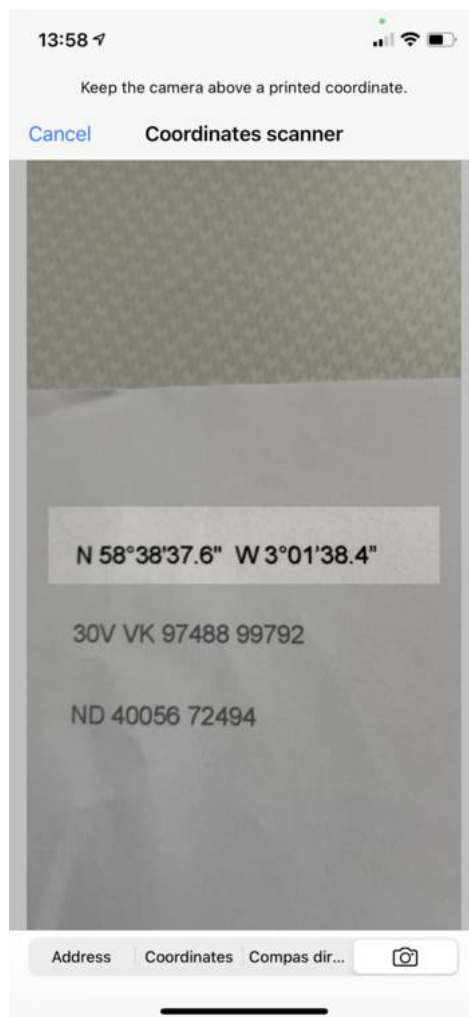 13:58
Keep the camera above a printed coordinate.
Cancel Coordinates scanner
N 58°38'37.6" W 3°01'38.4"
30V VK 97488 99792
ND 40056 72494
Address Coordinates Compas dir...